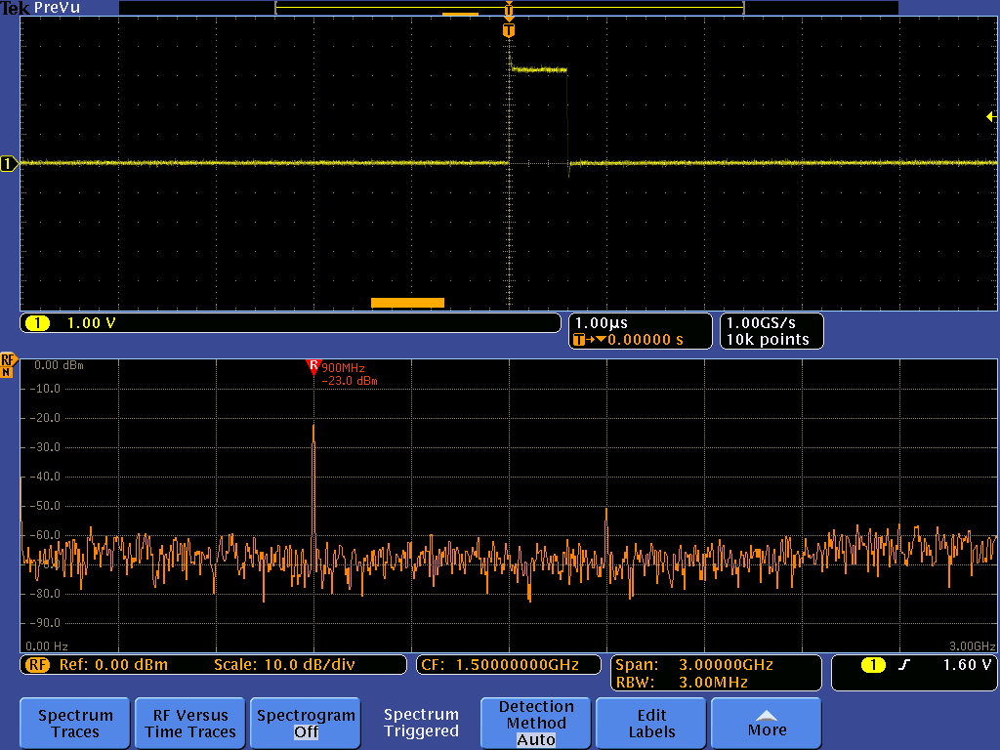 Tek PreVu
T
T
1
1 1.00 V
1.00µs
T→▼0.00000 s
1.00GS/s
10k points
RF
N
0.00 dBm
R 900MHz
-23.0 dBm
-10.0
-20.0
-30.0
-40.0
-50.0
-60.0
-70.0
-80.0
-90.0
0.00 Hz
3.00GHz
RF Ref: 0.00 dBm Scale: 10.0 dB/div
CF: 1.50000000GHz
Span: 3.00000GHz
RBW: 3.00MHz
1 1.60 V
Spectrum
Traces
RF Versus
Time Traces
Spectrogram
Off
Spectrum
Triggered
Detection
Method
Auto
Edit
Labels
More